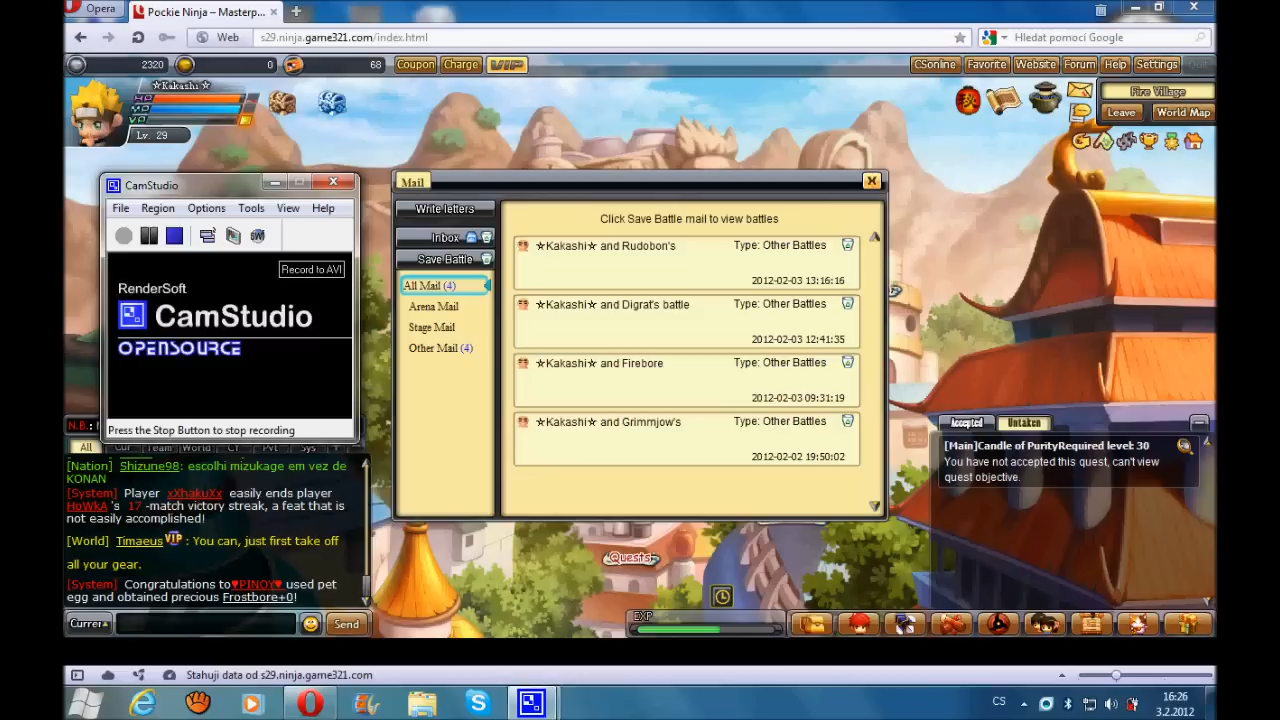 Opera
Pockie Ninja – Masterp...
Web
s29.ninja.game321.com/index.html
Hledat pomocí Google
2320
0
68
Coupon
Charge
VIP
CSonline
Favorite
Website
Forum
Help
Settings
☆Kakashi☆
Lv. 29
Fire Village
Leave
World Map
CamStudio
File Region Options Tools View Help
Record to AVI
RenderSoft
CamStudio
OPENSOURCE
Press the Stop Button to stop recording
Mail
Write letters
Inbox
Save Battle
All Mail (4)
Arena Mail
Stage Mail
Other Mail (4)
Click Save Battle mail to view battles
☆Kakashi☆ and Rudobon's
Type: Other Battles
2012-02-03 13:16:16
☆Kakashi☆ and Digrat's battle
Type: Other Battles
2012-02-03 12:41:35
☆Kakashi☆ and Firebore
Type: Other Battles
2012-02-03 09:31:19
☆Kakashi☆ and Grimmjow's
Type: Other Battles
2012-02-02 19:50:02
Accepted
Untaken
[Main]Candle of PurityRequired level: 30
You have not accepted this quest, can't view
quest objective.
N.B.:
All Cur Team World CT Pvt Sys
[Nation] Shizune98: escolhi mizukage em vez de
KONAN
[System] Player xXhakuXx easily ends player
HoWkA 's 17 -match victory streak, a feat that is
not easily accomplished!
[World] Timaeus VIP : You can, just first take off
all your gear.
[System] Congratulations to♥PINOY♥ used pet
egg and obtained precious Frostbore+0!
Currer
Send
Quests
EXP
Stahuji data od s29.ninja.game321.com
CS
16:26
3.2.2012